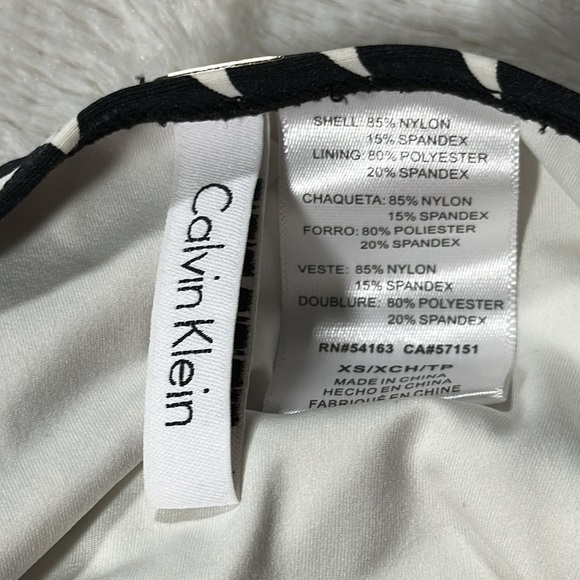 Calvin Klein
SHELL: 85% NYLON
15% SPANDEX
LINING: 80% POLYESTER
20% SPANDEX
CHAQUETA: 85% NYLON
15% SPANDEX
FORRO: 80% POLIESTER
20% SPANDEX
VESTE: 85% NYLON
15% SPANDEX
DOUBLURE: 80% POLYESTER
20% SPANDEX
RN#54163 CA#57151
XS/XCH/TP
MADE IN CHINA
HECHO EN CHINA
FABRIQUÉ EN CHINA